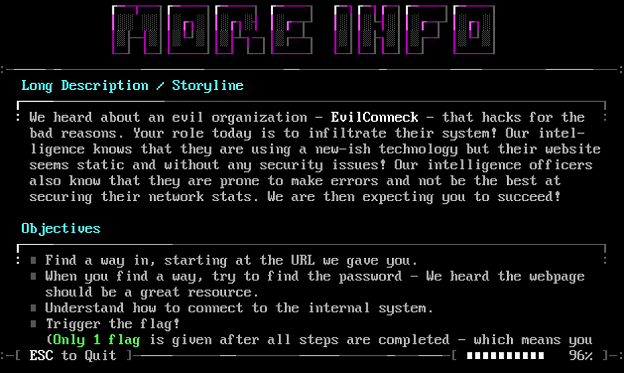 MORE INFO
Long Description / Storyline
We heard about an evil organization - EvilConneck - that hacks for the
bad reasons. Your role today is to infiltrate their system! Our intel-
ligence knows that they are using a new-ish technology but their website
seems static and without any security issues! Our intelligence officers
also know that they are prone to make errors and not be the best at
securing their network stats. We are then expecting you to succeed!
Objectives
Find a way in, starting at the URL we gave you.
When you find a way, try to find the password - We heard the webpage
should be a great resource.
Understand how to connect to the internal system.
Trigger the flag!
(Only 1 flag is given after all steps are completed - which means you
[ ESC to Quit ] [ 96% ]